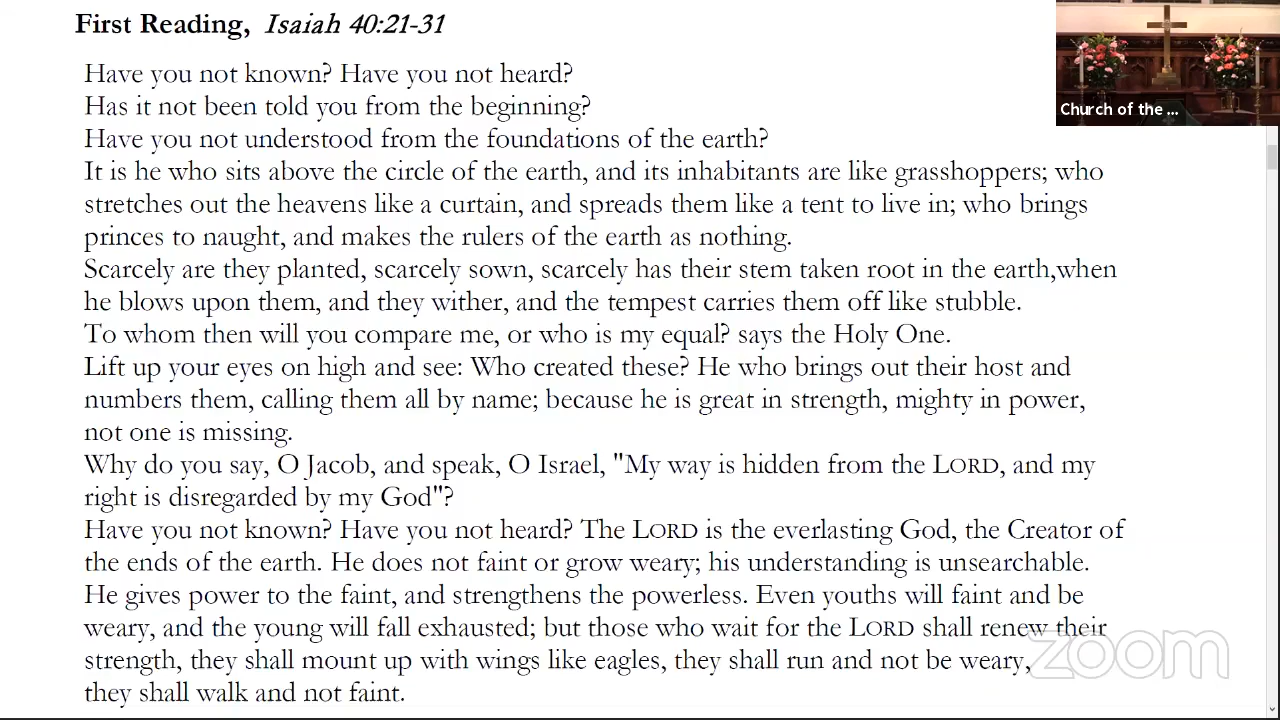 First Reading, Isaiah 40:21-31
Church of the ...
Have you not known? Have you not heard?
Has it not been told you from the beginning?
Have you not understood from the foundations of the earth?
It is he who sits above the circle of the earth, and its inhabitants are like grasshoppers; who
stretches out the heavens like a curtain, and spreads them like a tent to live in; who brings
princes to naught, and makes the rulers of the earth as nothing.
Scarcely are they planted, scarcely sown, scarcely has their stem taken root in the earth,when
he blows upon them, and they wither, and the tempest carries them off like stubble.
To whom then will you compare me, or who is my equal? says the Holy One.
Lift up your eyes on high and see: Who created these? He who brings out their host and
numbers them, calling them all by name; because he is great in strength, mighty in power,
not one is missing.
Why do you say, O Jacob, and speak, O Israel, "My way is hidden from the LORD, and my
right is disregarded by my God"?
Have you not known? Have you not heard? The LORD is the everlasting God, the Creator of
the ends of the earth. He does not faint or grow weary; his understanding is unsearchable.
He gives power to the faint, and strengthens the powerless. Even youths will faint and be
weary, and the young will fall exhausted; but those who wait for the LORD shall renew their
strength, they shall mount up with wings like eagles, they shall run and not be weary,
they shall walk and not faint.
zoom